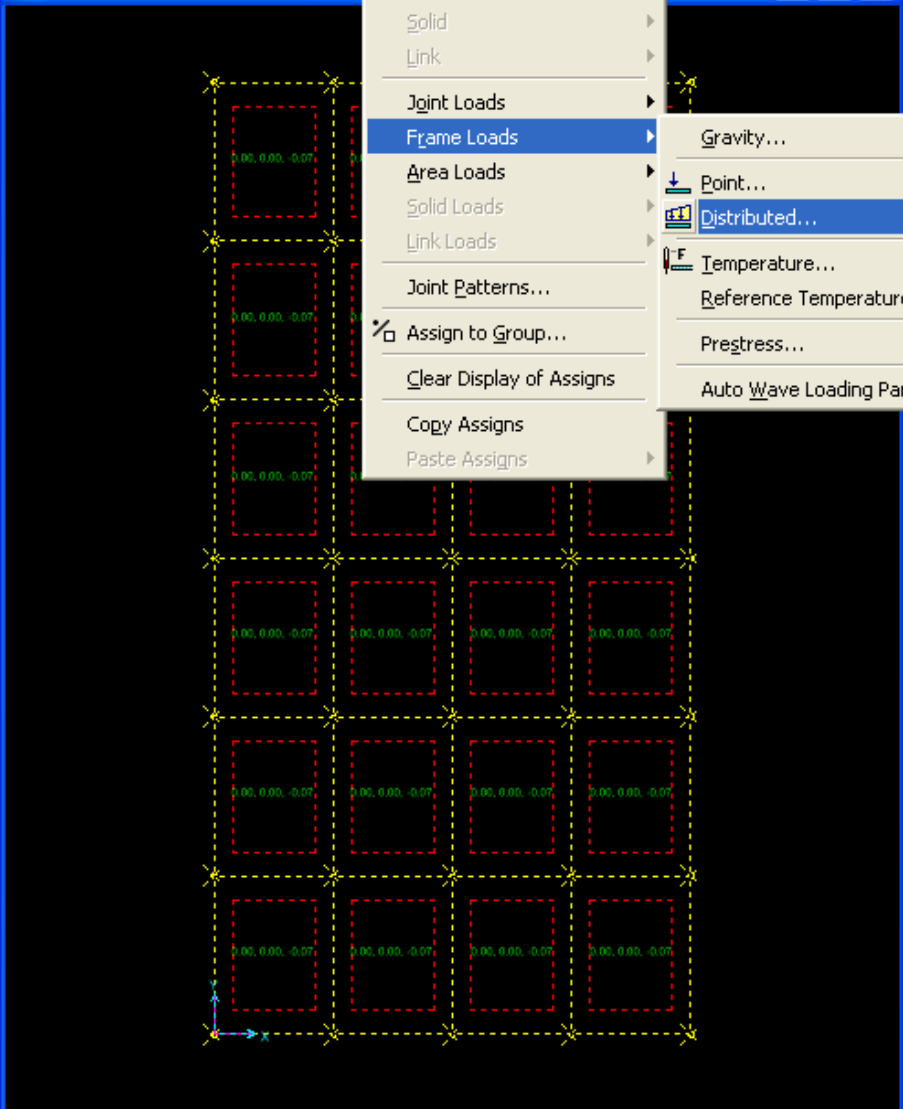 Solid
Link
Joint Loads
Frame Loads
Area Loads
Solid Loads
Link Loads
Joint Patterns...
Assign to Group...
Clear Display of Assigns
Copy Assigns
Paste Assigns
Gravity...
Point...
Distributed...
F
Temperature...
Reference Temperature
Prestress...
Auto Wave Loading Par
0.00, 0.00, -0.07
0.00, 0.00, -0.07
0.00, 0.00, -0.07
0.00, 0.00, -0.07 0.00, 0.00, -0.07 0.00, 0.00, -0.07 0.00, 0.00, -0.07
0.00, 0.00, -0.07 0.00, 0.00, -0.07 0.00, 0.00, -0.07 0.00, 0.00, -0.07
0.00, 0.00, -0.07 0.00, 0.00, -0.07 0.00, 0.00, -0.07 0.00, 0.00, -0.07
Y
X